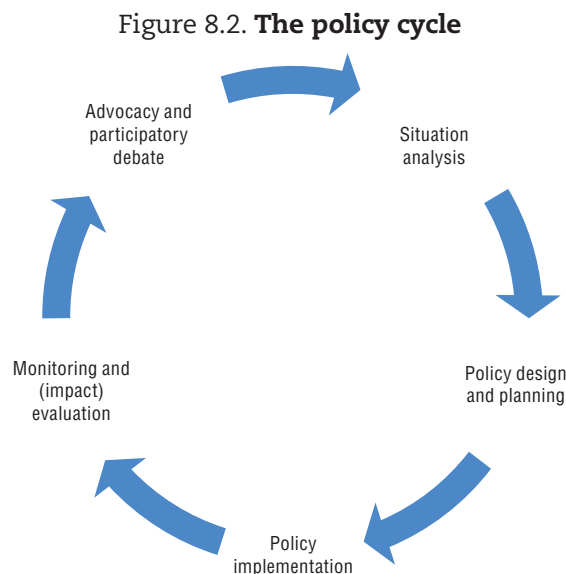 Figure 8.2. The policy cycle
Advocacy and
participatory
debate
Situation
analysis
Policy design
and planning
Policy
implementation
Monitoring and
(impact)
evaluation